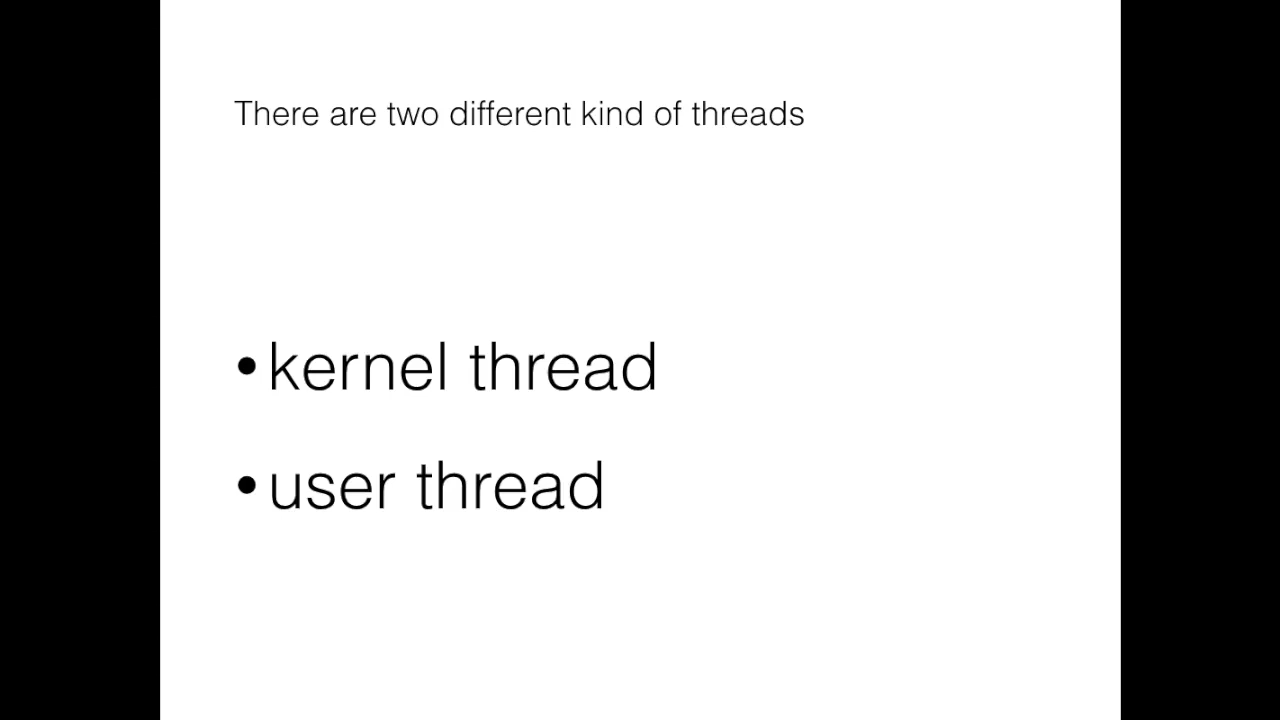 There are two different kind of threads
•kernel thread
•user thread